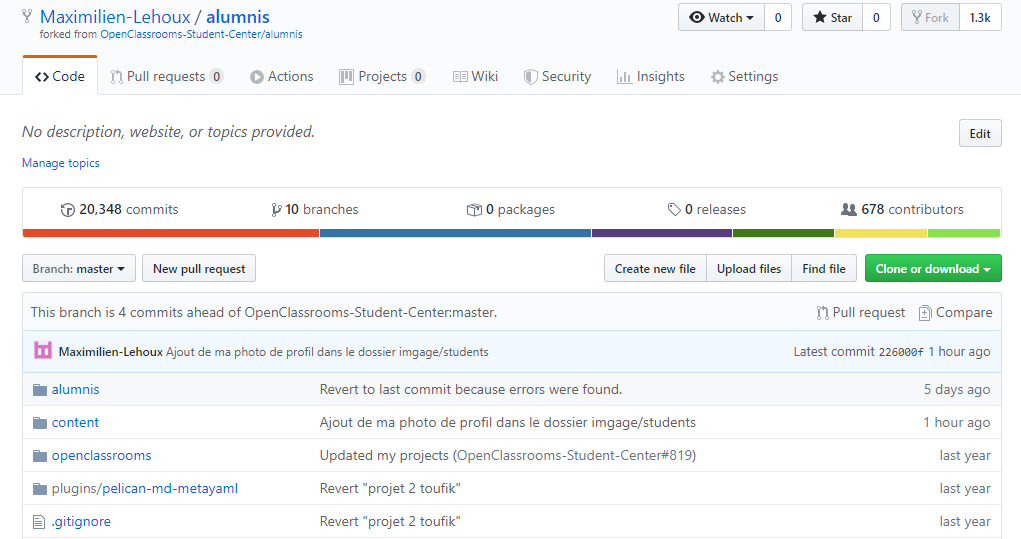 Maximilien-Lehoux / alumnis
Watch 0 Star 0 Fork 1.3k
forked from OpenClassrooms-Student-Center/alumnis
Code Pull requests 0 Actions Projects 0 Wiki Security Insights Settings
No description, website, or topics provided.
Edit
Manage topics
20,348 commits 10 branches 0 packages 0 releases 678 contributors
Branch: master New pull request Create new file Upload files Find file Clone or download
This branch is 4 commits ahead of OpenClassrooms-Student-Center:master. Pull request Compare
Maximilien-Lehoux Ajout de ma photo de profil dans le dossier imgage/students Latest commit 226000f 1 hour ago
alumnis Revert to last commit because errors were found. 5 days ago
content Ajout de ma photo de profil dans le dossier imgage/students 1 hour ago
openclassrooms Updated my projects (OpenClassrooms-Student-Center#819) last year
plugins/pelican-md-metayaml Revert "projet 2 toufik" last year
.gitignore Revert "projet 2 toufik" last year